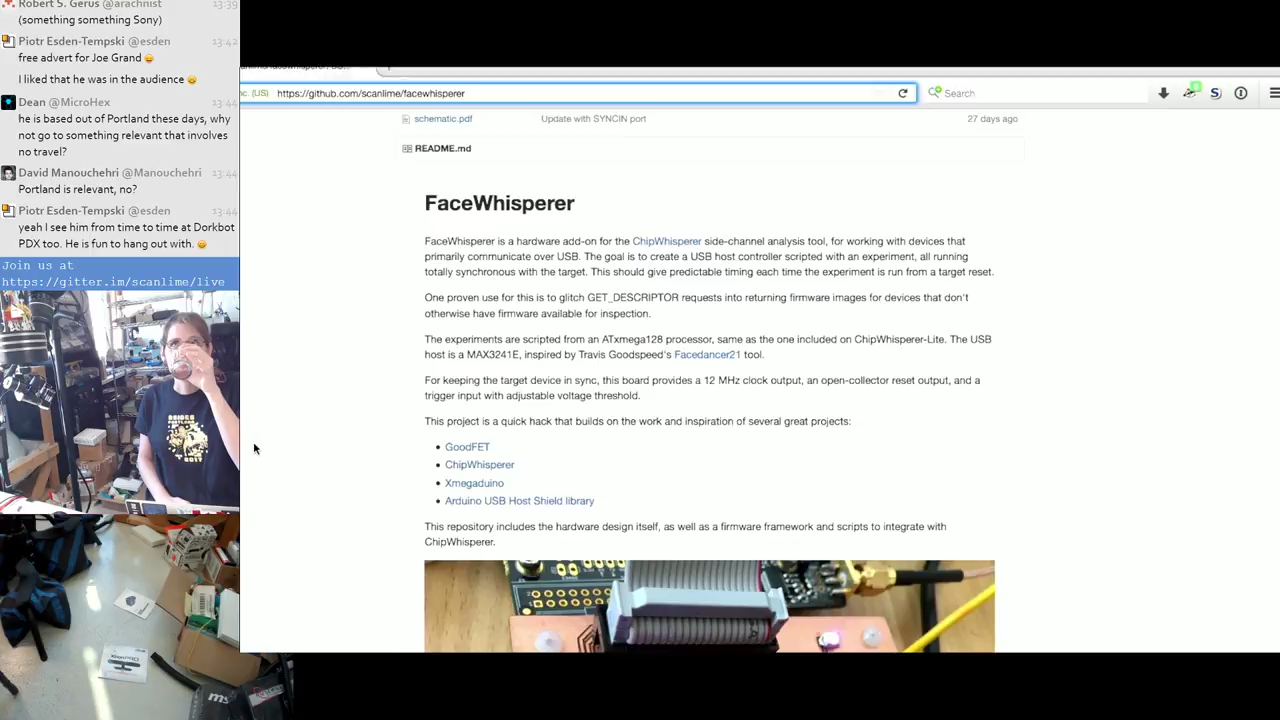 Robert S. Gerus @arachnist 13:39
(something something Sony)
Piotr Esden-Tempski @esden 13:42
free advert for Joe Grand
I liked that he was in the audience
Dean @MicroHex 13:44
he is based out of Portland these days, why
not go to something relevant that involves
no travel?
David Manouchehri @Manouchehri 13:44
Portland is relevant, no?
Piotr Esden-Tempski @esden 13:44
yeah I see him from time to time at Dorkbot
PDX too. He is fun to hang out with.
Join us at
https://gitter.im/scanlime/live
nc. (US) https://github.com/scanlime/facewhisperer
Search
schematic.pdf Update with SYNCIN port 27 days ago
README.md
FaceWhisperer
FaceWhisperer is a hardware add-on for the ChipWhisperer side-channel analysis tool, for working with devices that
primarily communicate over USB. The goal is to create a USB host controller scripted with an experiment, all running
totally synchronous with the target. This should give predictable timing each time the experiment is run from a target reset.
One proven use for this is to glitch GET_DESCRIPTOR requests into returning firmware images for devices that don't
otherwise have firmware available for inspection.
The experiments are scripted from an ATxmega128 processor, same as the one included on ChipWhisperer-Lite. The USB
host is a MAX3241E, inspired by Travis Goodspeed's Facedancer21 tool.
For keeping the target device in sync, this board provides a 12 MHz clock output, an open-collector reset output, and a
trigger input with adjustable voltage threshold.
This project is a quick hack that builds on the work and inspiration of several great projects:
• GoodFET
• ChipWhisperer
• Xmegaduino
• Arduino USB Host Shield library
This repository includes the hardware design itself, as well as a firmware framework and scripts to integrate with
ChipWhisperer.
msi